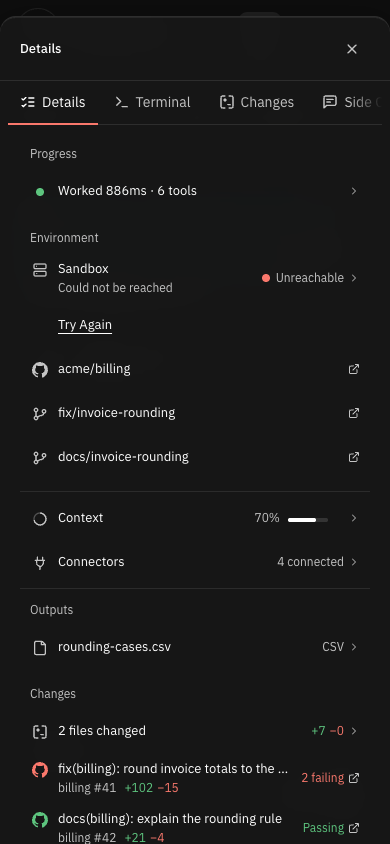 Details
Details
Terminal
Changes
Side
Progress
Worked 886ms · 6 tools
Environment
Sandbox
Could not be reached
Unreachable
Try Again
acme/billing
fix/invoice-rounding
docs/invoice-rounding
Context
70%
Connectors
4 connected
Outputs
rounding-cases.csv
CSV
Changes
2 files changed
+7 −0
fix(billing): round invoice totals to the ...
billing #41 +102 −15
2 failing
docs(billing): explain the rounding rule
billing #42 +21 −4
Passing